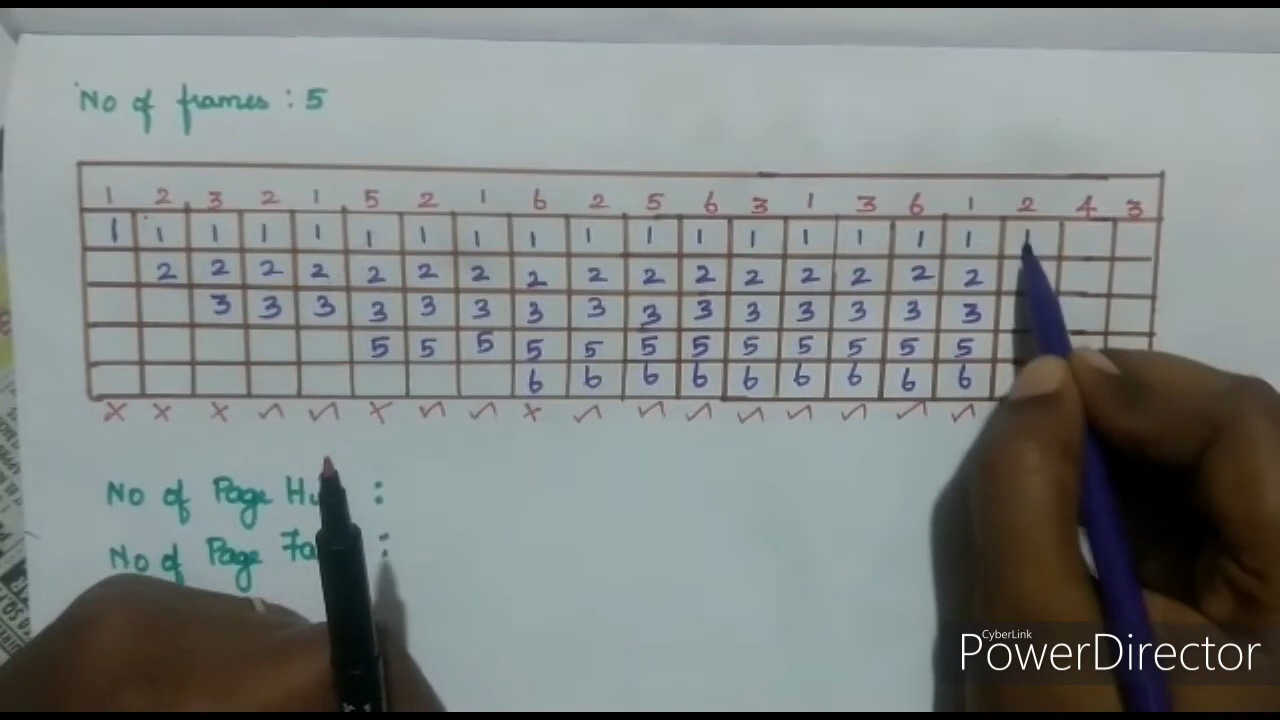 No of frames : 5
1 2 3 2 1 5 2 1 6 2 5 6 3 1 3 6 1 2 4 3
1 1 1 1 1 1 1 1 1 1 1 1 1 1 1 1 1 1
2 2 2 2 2 2 2 2 2 2 2 2 2 2 2 2
3 3 3 3 3 3 3 3 3 3 3 3 3 3 3
5 5 5 5 5 5 5 5 5 5 5 5
6 6 6 6 6 6 6 6 6
× × × ✓ ✓ × ✓ ✓ × ✓ ✓ ✓ ✓ ✓ ✓ ✓ ✓
No of Page :
No of Page :
CyberLink
PowerDirector